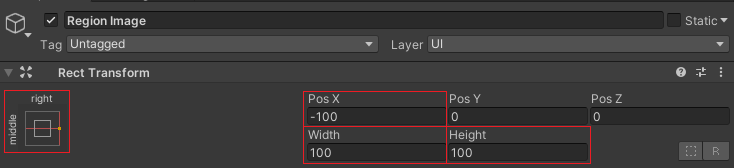 Region Image
Static
Tag Untagged
Layer UI
Rect Transform
right
middle
Pos X Pos Y Pos Z
-100 0 0
Width Height
100 100
R